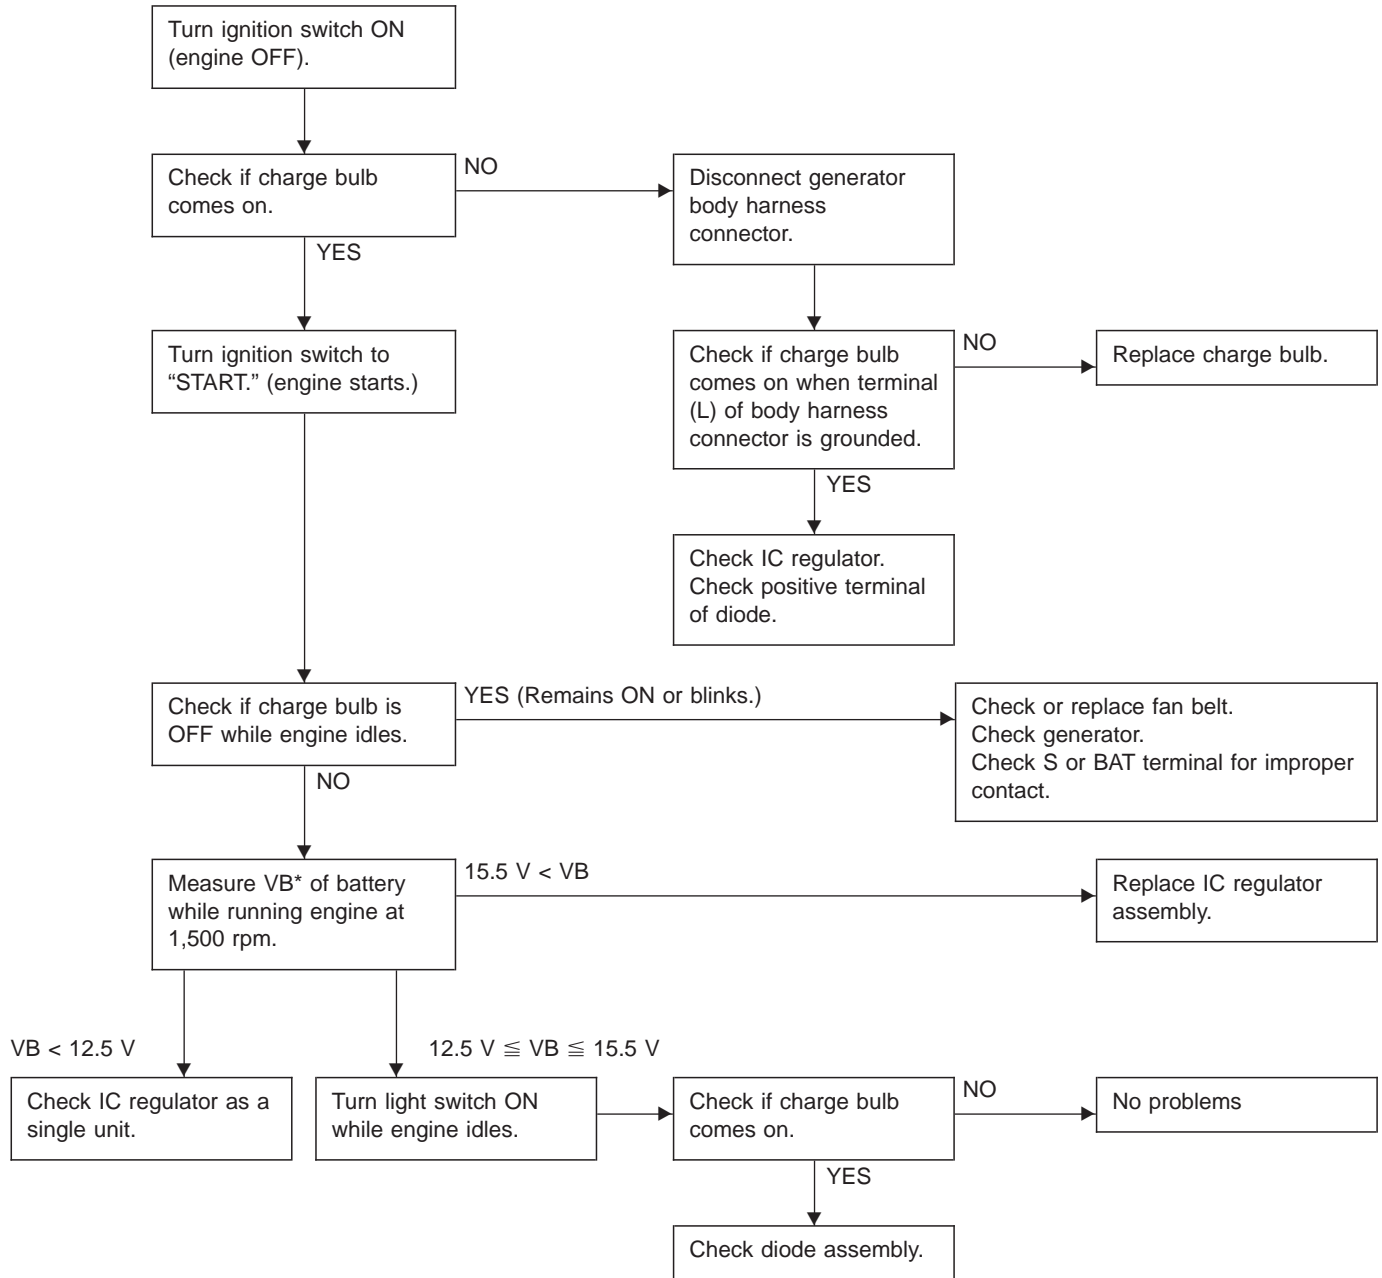 Turn ignition switch ON
(engine OFF).
Check if charge bulb
comes on.
NO
Disconnect generator
body harness
connector.
YES
Turn ignition switch to
“START.” (engine starts.)
Check if charge bulb
comes on when terminal
(L) of body harness
connector is grounded.
NO
Replace charge bulb.
YES
Check IC regulator.
Check positive terminal
of diode.
Check if charge bulb is
OFF while engine idles.
YES (Remains ON or blinks.)
Check or replace fan belt.
Check generator.
Check S or BAT terminal for improper
contact.
NO
Measure VB* of battery
while running engine at
1,500 rpm.
15.5 V < VB
Replace IC regulator
assembly.
VB < 12.5 V
12.5 V ≦ VB ≦ 15.5 V
Check IC regulator as a
single unit.
Turn light switch ON
while engine idles.
Check if charge bulb
comes on.
NO
No problems
YES
Check diode assembly.